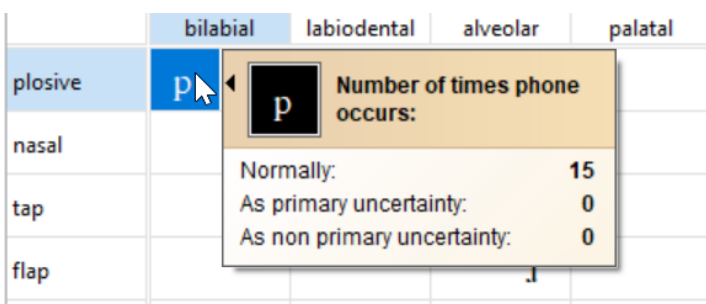 bilabial labiodental alveolar palatal
plosive p
p Number of times phone
occurs:
nasal
Normally: 15
tap
As primary uncertainty: 0
As non primary uncertainty: 0
flap